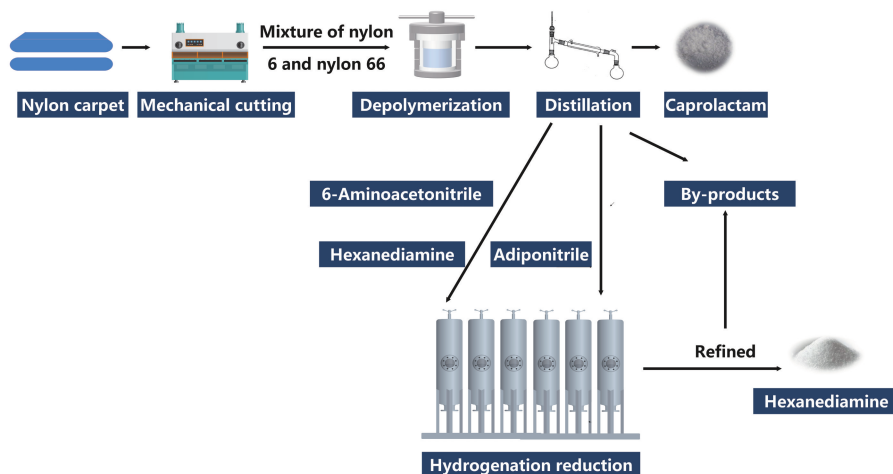 Mixture of nylon
6 and nylon 66
Nylon carpet
Mechanical cutting
Depolymerization
Distillation
Caprolactam
6-Aminoacetonitrile
By-products
Hexanediamine
Adiponitrile
Refined
Hexanediamine
Hydrogenation reduction